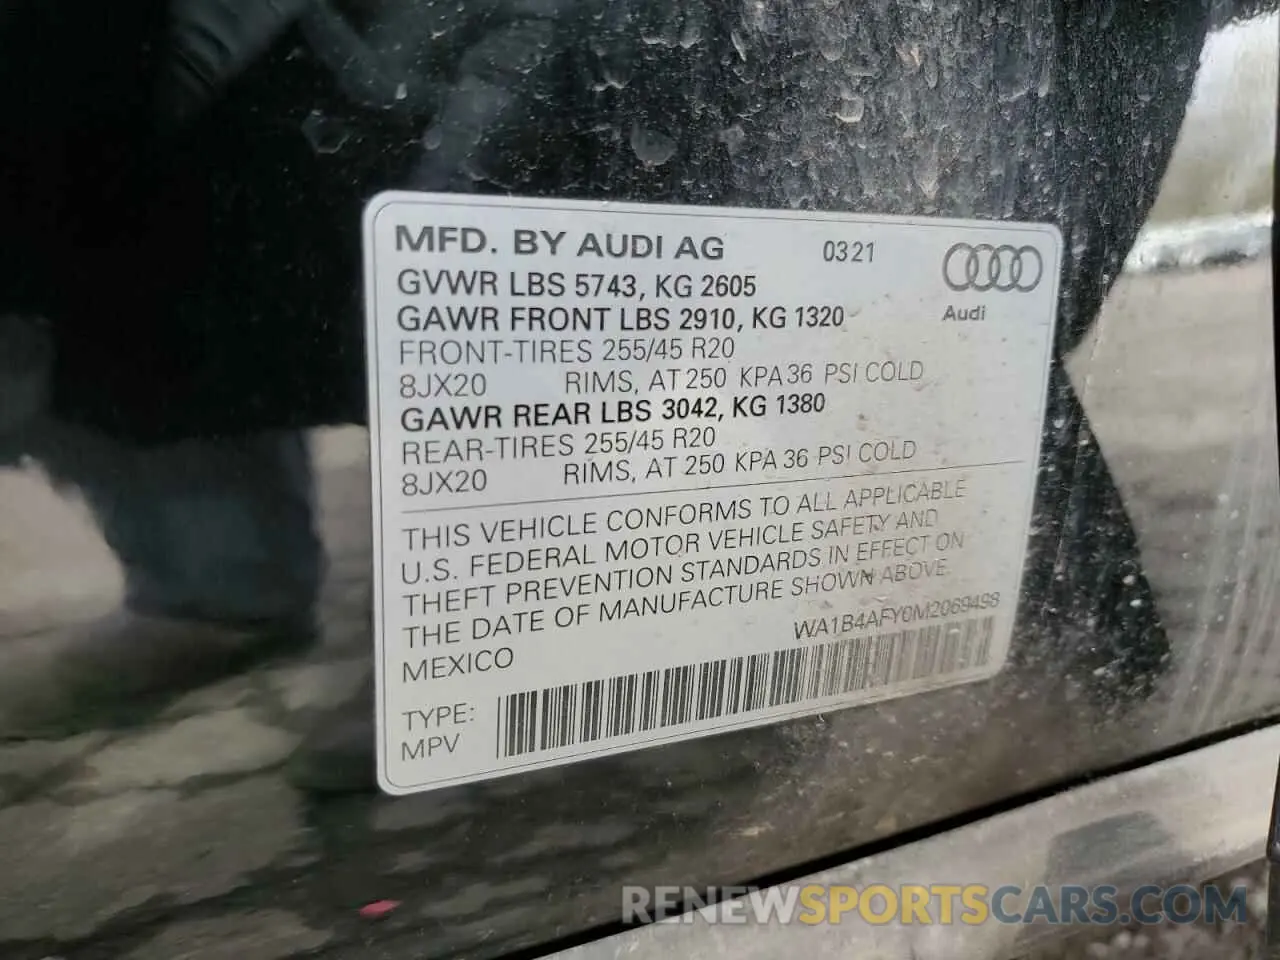 MFD. BY AUDI AG 0321
GVWR LBS 5743, KG 2605
GAWR FRONT LBS 2910, KG 1320
Audi
FRONT-TIRES 255/45 R20
8JX20 RIMS, AT 250 KPA 36 PSI COLD
GAWR REAR LBS 3042, KG 1380
REAR-TIRES 255/45 R20
8JX20 RIMS, AT 250 KPA 36 PSI COLD
THIS VEHICLE CONFORMS TO ALL APPLICABLE
U.S. FEDERAL MOTOR VEHICLE SAFETY AND
THEFT PREVENTION STANDARDS IN EFFECT ON
THE DATE OF MANUFACTURE SHOWN ABOVE.
MEXICO WA1B4AFY0M2069498
TYPE:
MPV
RENEWSPORTSCARS.COM